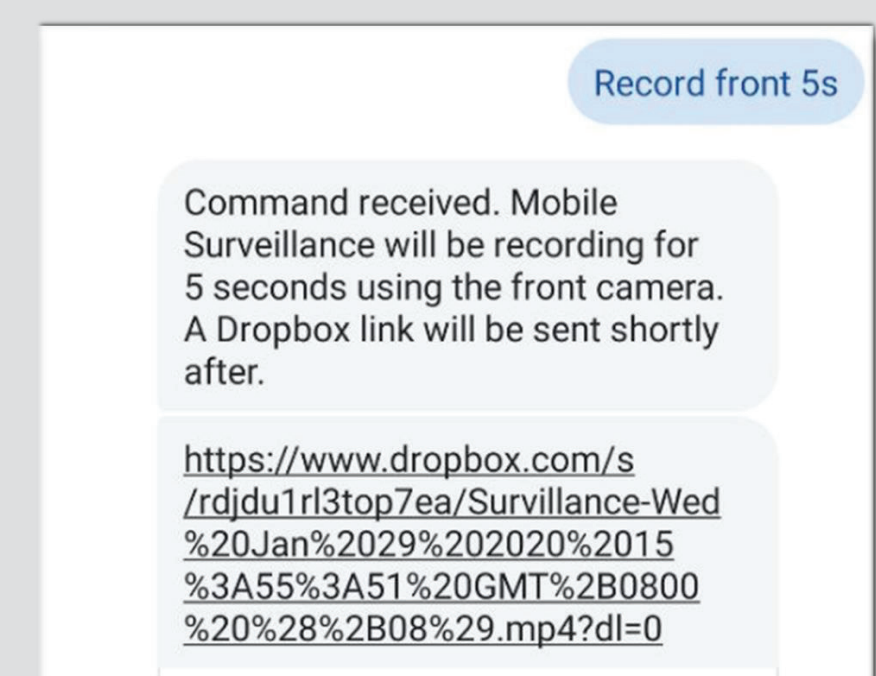 Record front 5s
Command received. Mobile
Surveillance will be recording for
5 seconds using the front camera.
A Dropbox link will be sent shortly
after.
https://www.dropbox.com/s
/rdjdu1rl3top7ea/Survillance-Wed
%20Jan%2029%202020%2015
%3A55%3A51%20GMT%2B0800
%20%28%2B08%29.mp4?dl=0